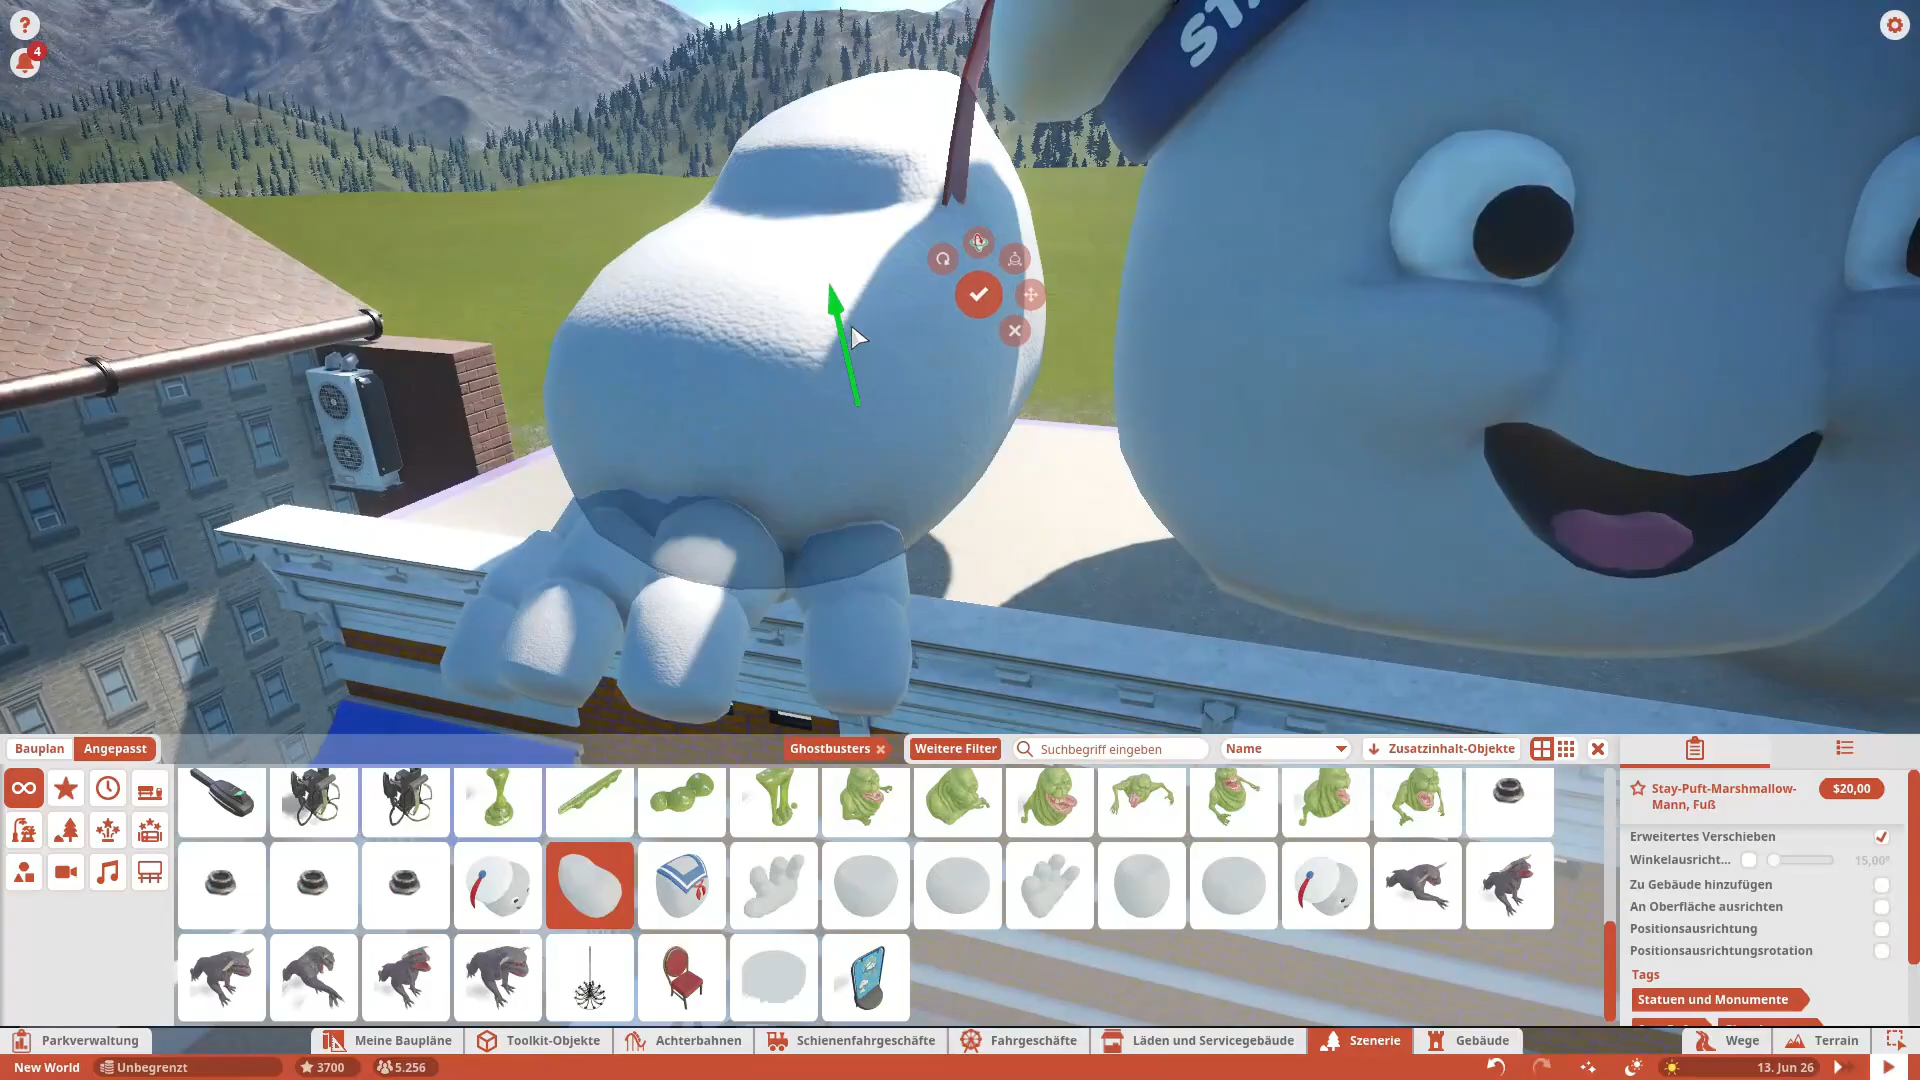 ?
4
STA
Bauplan
Angepasst
Ghostbusters
Weitere Filter
Suchbegriff eingeben
Name
Zusatzinhalt-Objekte
Stay-Puft-Marshmallow-
Mann, Fuß
$20,00
Erweitertes Verschieben
Winkelausricht...
15,00°
Zu Gebäude hinzufügen
An Oberfläche ausrichten
Positionsausrichtung
Positionsausrichtungsrotation
Tags
Statuen und Monumente
Parkverwaltung
Meine Baupläne
Toolkit-Objekte
Achterbahnen
Schienenfahrgeschäfte
Fahrgeschäfte
Läden und Servicegebäude
Szenerie
Gebäude
Wege
Terrain
New World
Unbegrenzt
3700
5.256
13. Jun 26